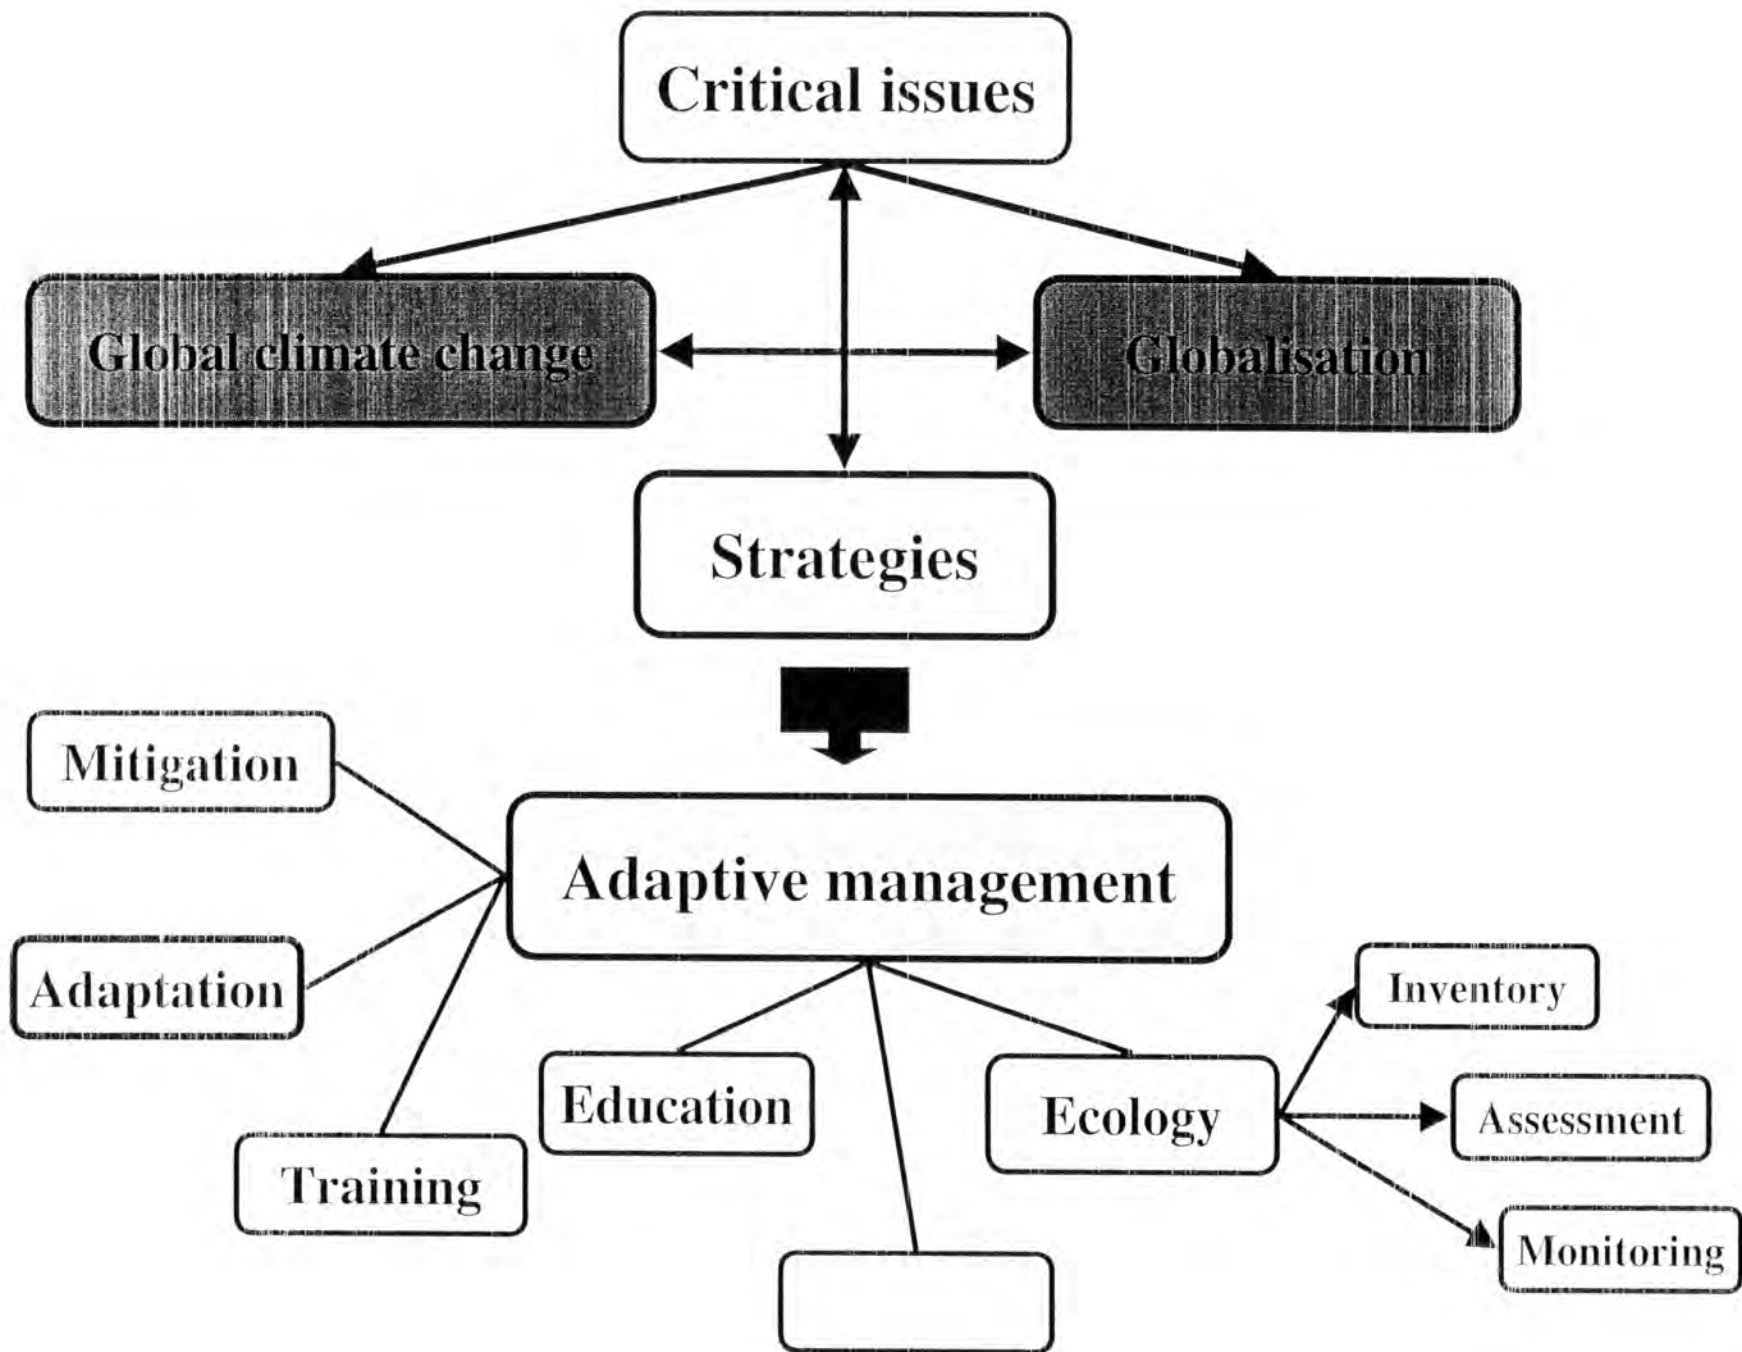 Critical issues
Global climate change
Globalisation
Strategies
Mitigation
Adaptive management
Adaptation
Inventory
Education
Ecology
Assessment
Training
Monitoring